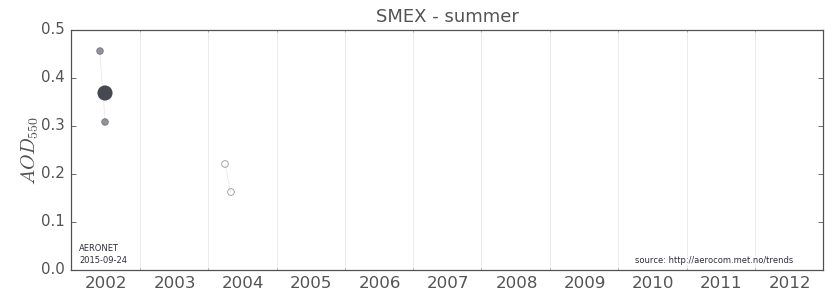 SMEX - summer
0.5
0.4
0.3
0.2
0.1
0.0
AOD550
AERONET
2015-09-24
source: http://aerocom.met.no/trends
2002 2003 2004 2005 2006 2007 2008 2009 2010 2011 2012